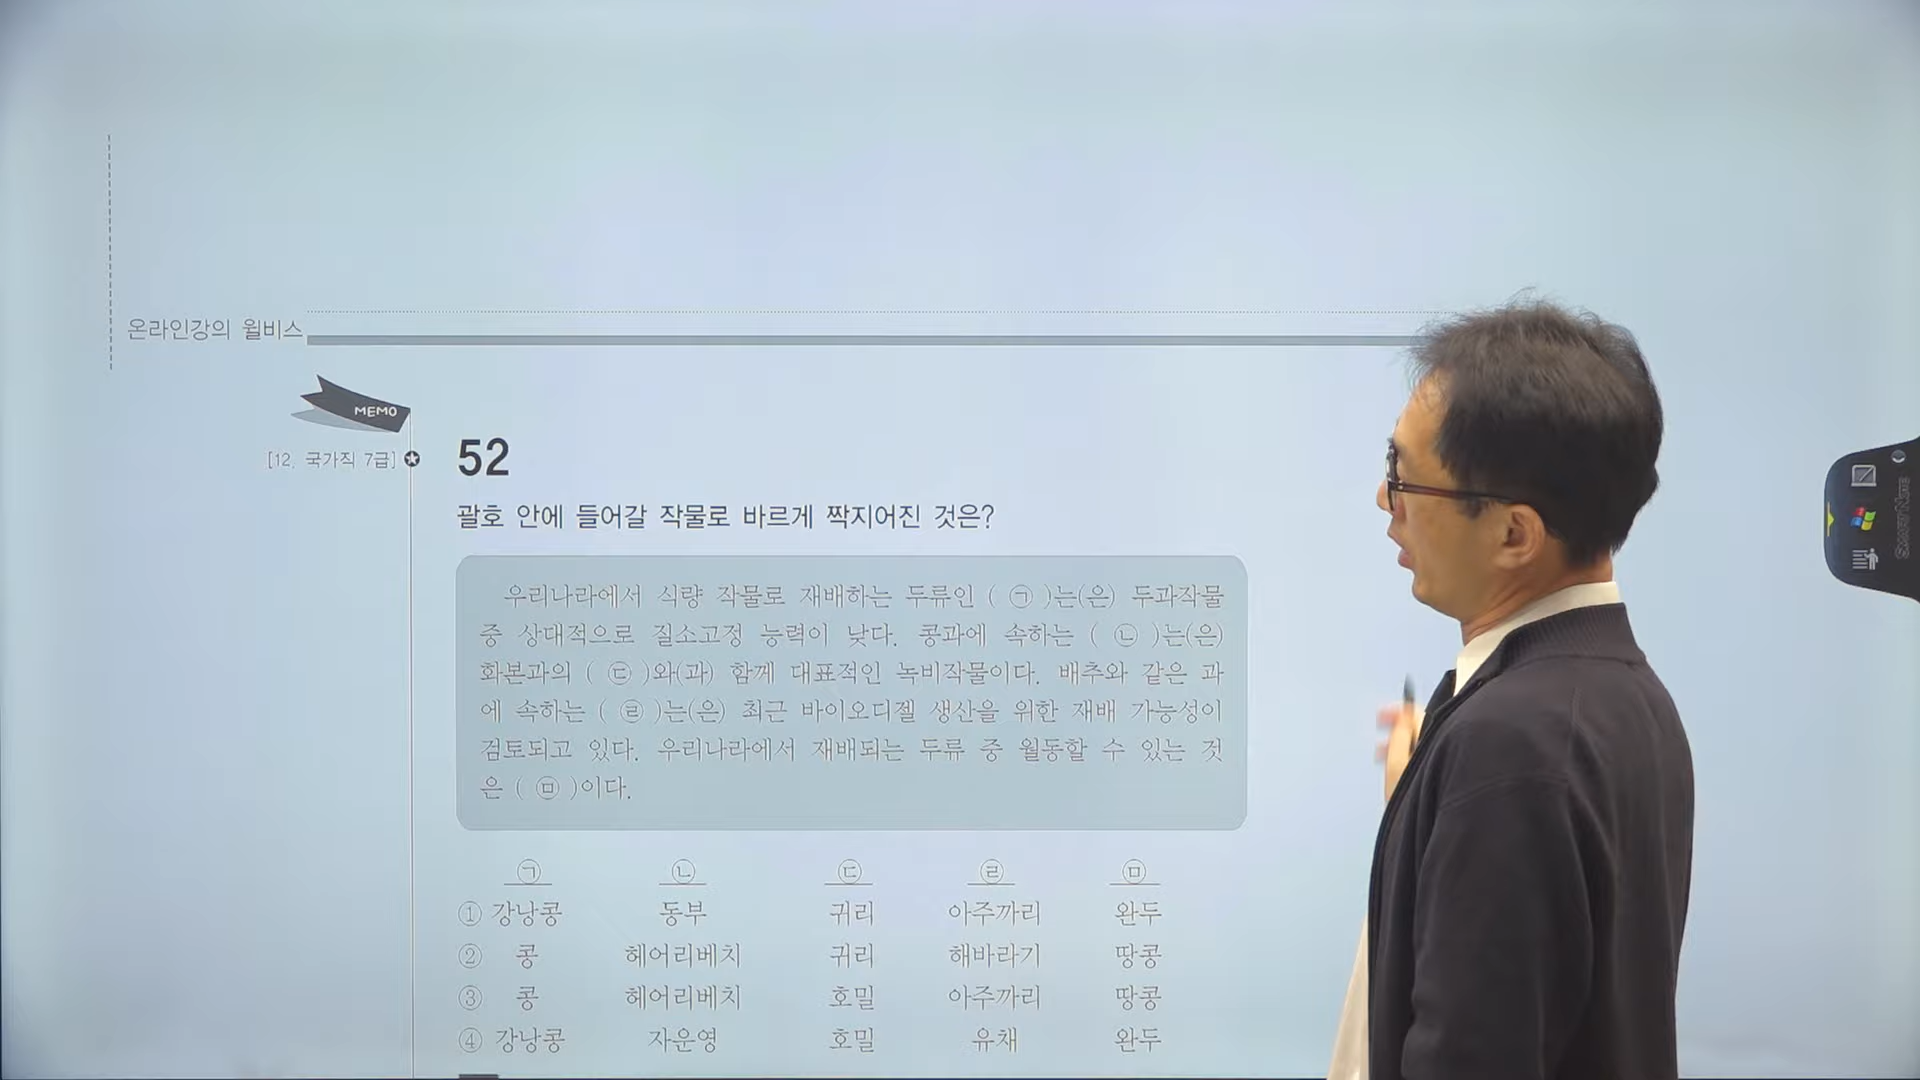 온라인강의 윌비스
MEMO
[12. 국가직 7급]
52
괄호 안에 들어갈 작물로 바르게 짝지어진 것은?
우리나라에서 식량 작물로 재배하는 두류인 ( ㉠ )는(은) 두과작물
중 상대적으로 질소고정 능력이 낮다. 콩과에 속하는 ( ㉡ )는(은)
화본과의 ( ㉢ )와(과) 함께 대표적인 녹비작물이다. 배추와 같은 과
에 속하는 ( ㉣ )는(은) 최근 바이오디젤 생산을 위한 재배 가능성이
검토되고 있다. 우리나라에서 재배되는 두류 중 월동할 수 있는 것
은 ( ㉤ )이다.
㉠ ㉡ ㉢ ㉣ ㉤
① 강낭콩 동부 귀리 아주까리 완두
② 콩 헤어리베치 귀리 해바라기 땅콩
③ 콩 헤어리베치 호밀 아주까리 땅콩
④ 강낭콩 자운영 호밀 유채 완두
SMART NOTE